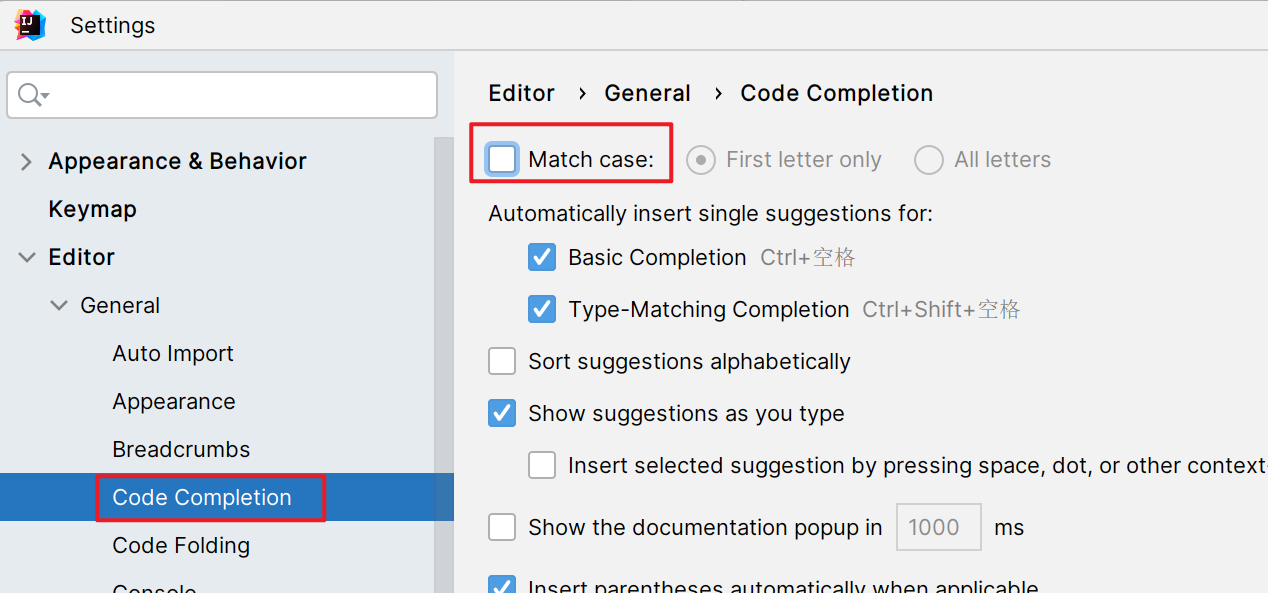 IJ
Settings
Editor › General › Code Completion
Appearance & Behavior
Keymap
Editor
General
Auto Import
Appearance
Breadcrumbs
Code Completion
Code Folding
Console
Match case: First letter only All letters
Automatically insert single suggestions for:
Basic Completion Ctrl+空格
Type-Matching Completion Ctrl+Shift+空格
Sort suggestions alphabetically
Show suggestions as you type
Insert selected suggestion by pressing space, dot, or other context-
Show the documentation popup in 1000 ms
Insert parentheses automatically when applicable